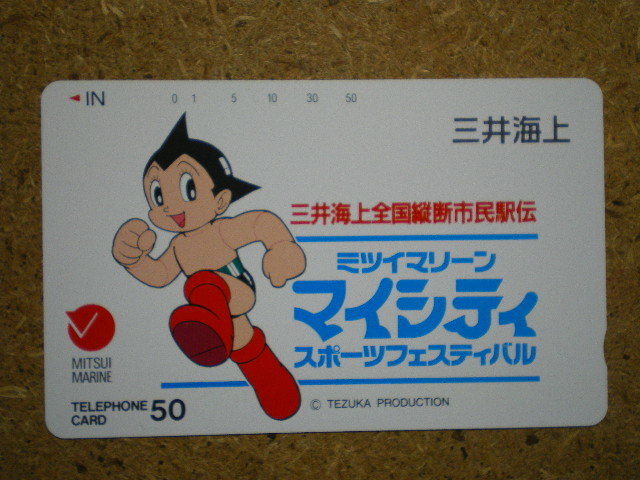 IN
0 1 5 10 30 50
三井海上
三井海上全国縦断市民駅伝
ミツイマリーン
マイシティ
スポーツフェスティバル
MITSUI
MARINE
TELEPHONE
CARD 50
© TEZUKA PRODUCTION